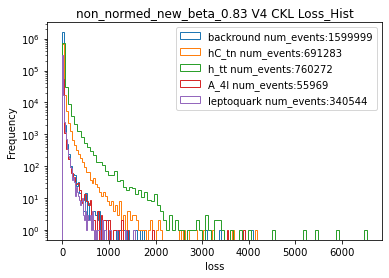 non_normed_new_beta_0.83 V4 CKL Loss_Hist
backround num_events:1599999
hC_tn num_events:691283
h_tt num_events:760272
A_4l num_events:55969
leptoquark num_events:340544
Frequency
10^6
10^5
10^4
10^3
10^2
10^1
10^0
0 1000 2000 3000 4000 5000 6000
loss